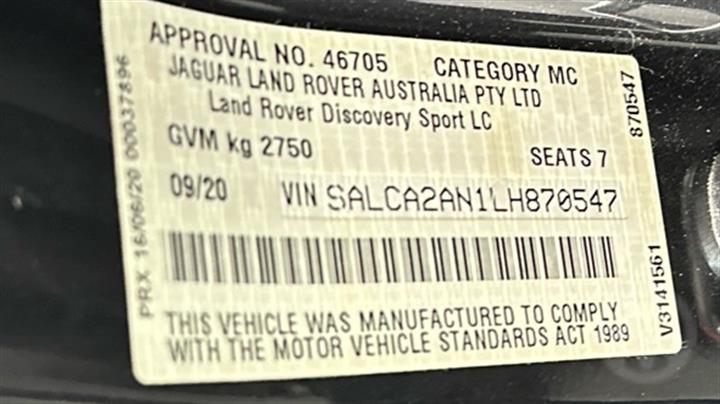 APPROVAL NO. 46705 CATEGORY MC
JAGUAR LAND ROVER AUSTRALIA PTY LTD
Land Rover Discovery Sport LC
GVM kg 2750 SEATS 7
09/20 VIN SALCA2AN1LH870547
THIS VEHICLE WAS MANUFACTURED TO COMPLY
WITH THE MOTOR VEHICLE STANDARDS ACT 1989
PRX 16/06/20 00037896
870547
V3141561